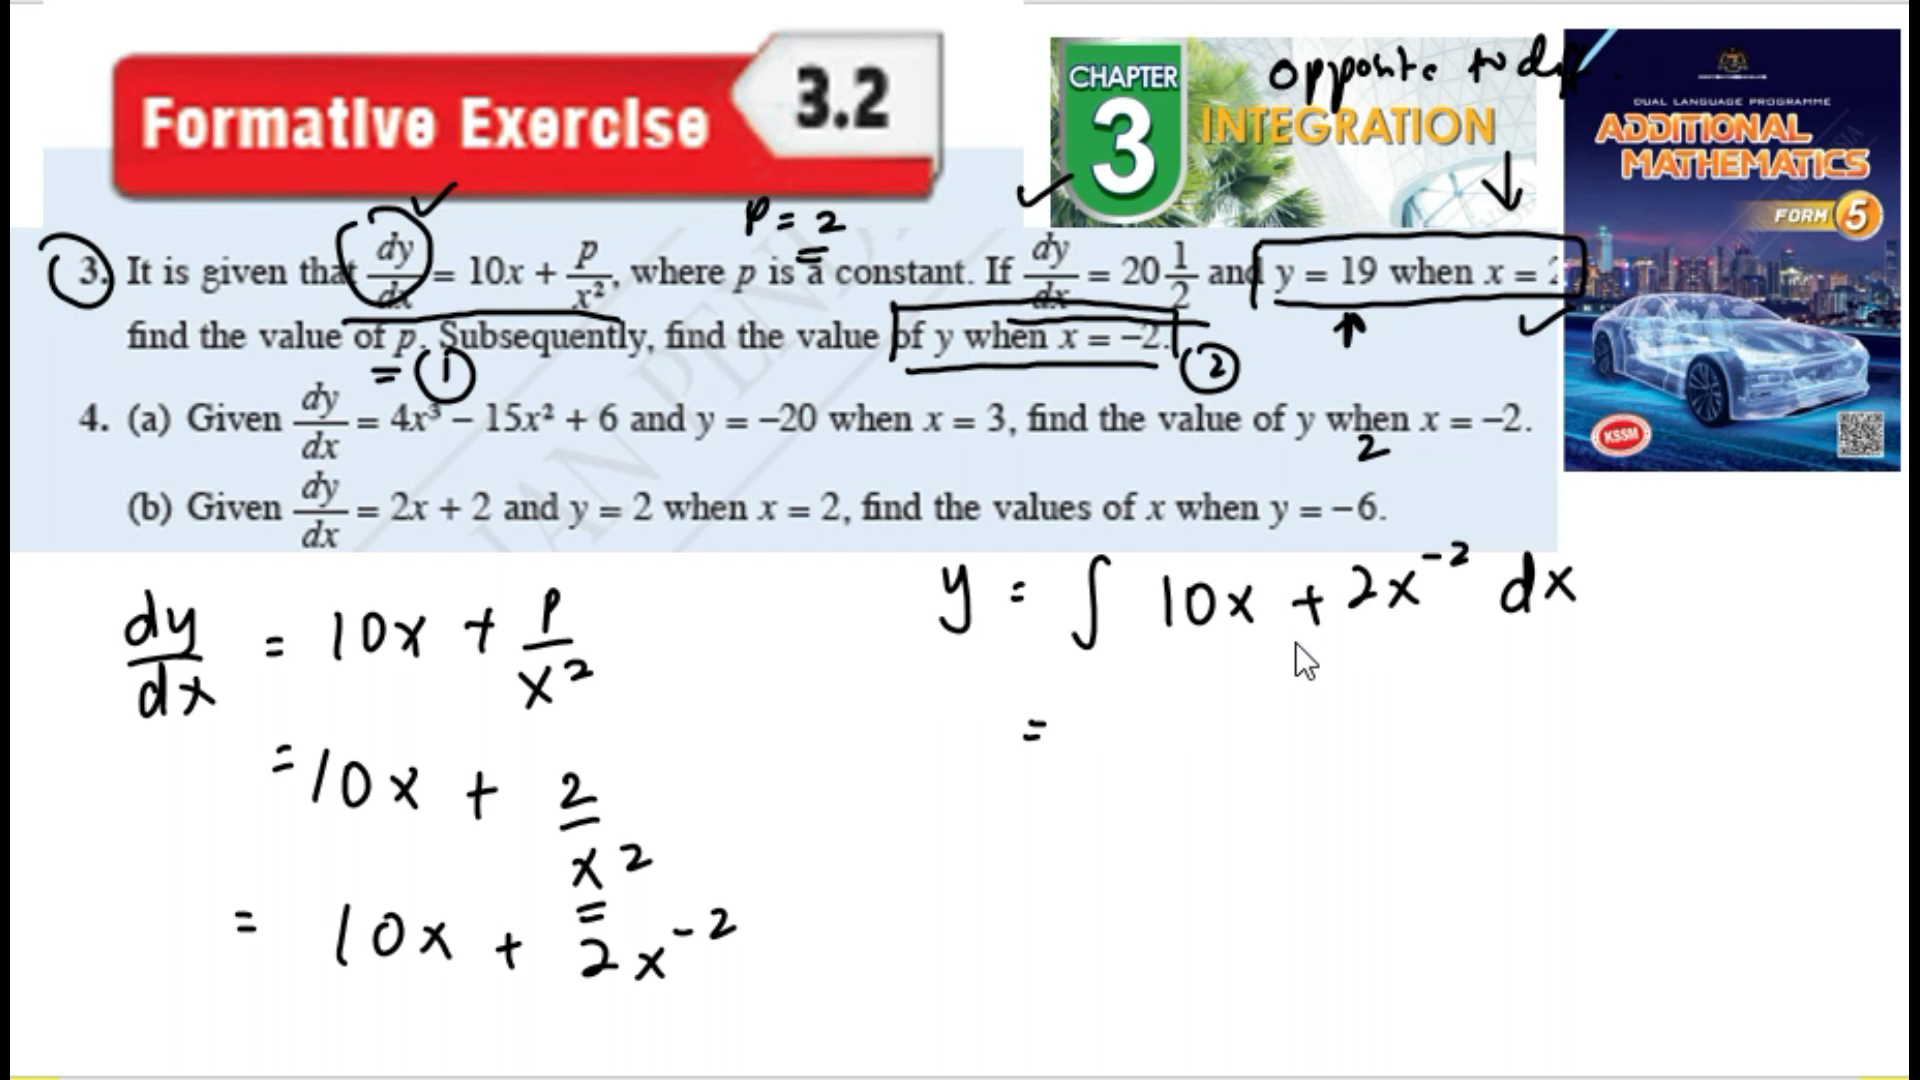 Formative Exercise 3.2
CHAPTER
3
INTEGRATION
opposite to diff.
DUAL LANGUAGE PROGRAMME
ADDITIONAL
MATHEMATICS
FORM 5
KSSM
p = 2
3. It is given that dy/dx = 10x + p/x², where p is a constant. If dy/dx = 20 1/2 and y = 19 when x = 2
find the value of p. Subsequently, find the value of y when x = −2.
= ① ②
4. (a) Given dy/dx = 4x³ − 15x² + 6 and y = −20 when x = 3, find the value of y when x = −2.
2
(b) Given dy/dx = 2x + 2 and y = 2 when x = 2, find the values of x when y = −6.
dy/dx = 10x + p/x²
= 10x + 2/x²
= 10x + 2x⁻²
y = ∫ 10x + 2x⁻² dx
=